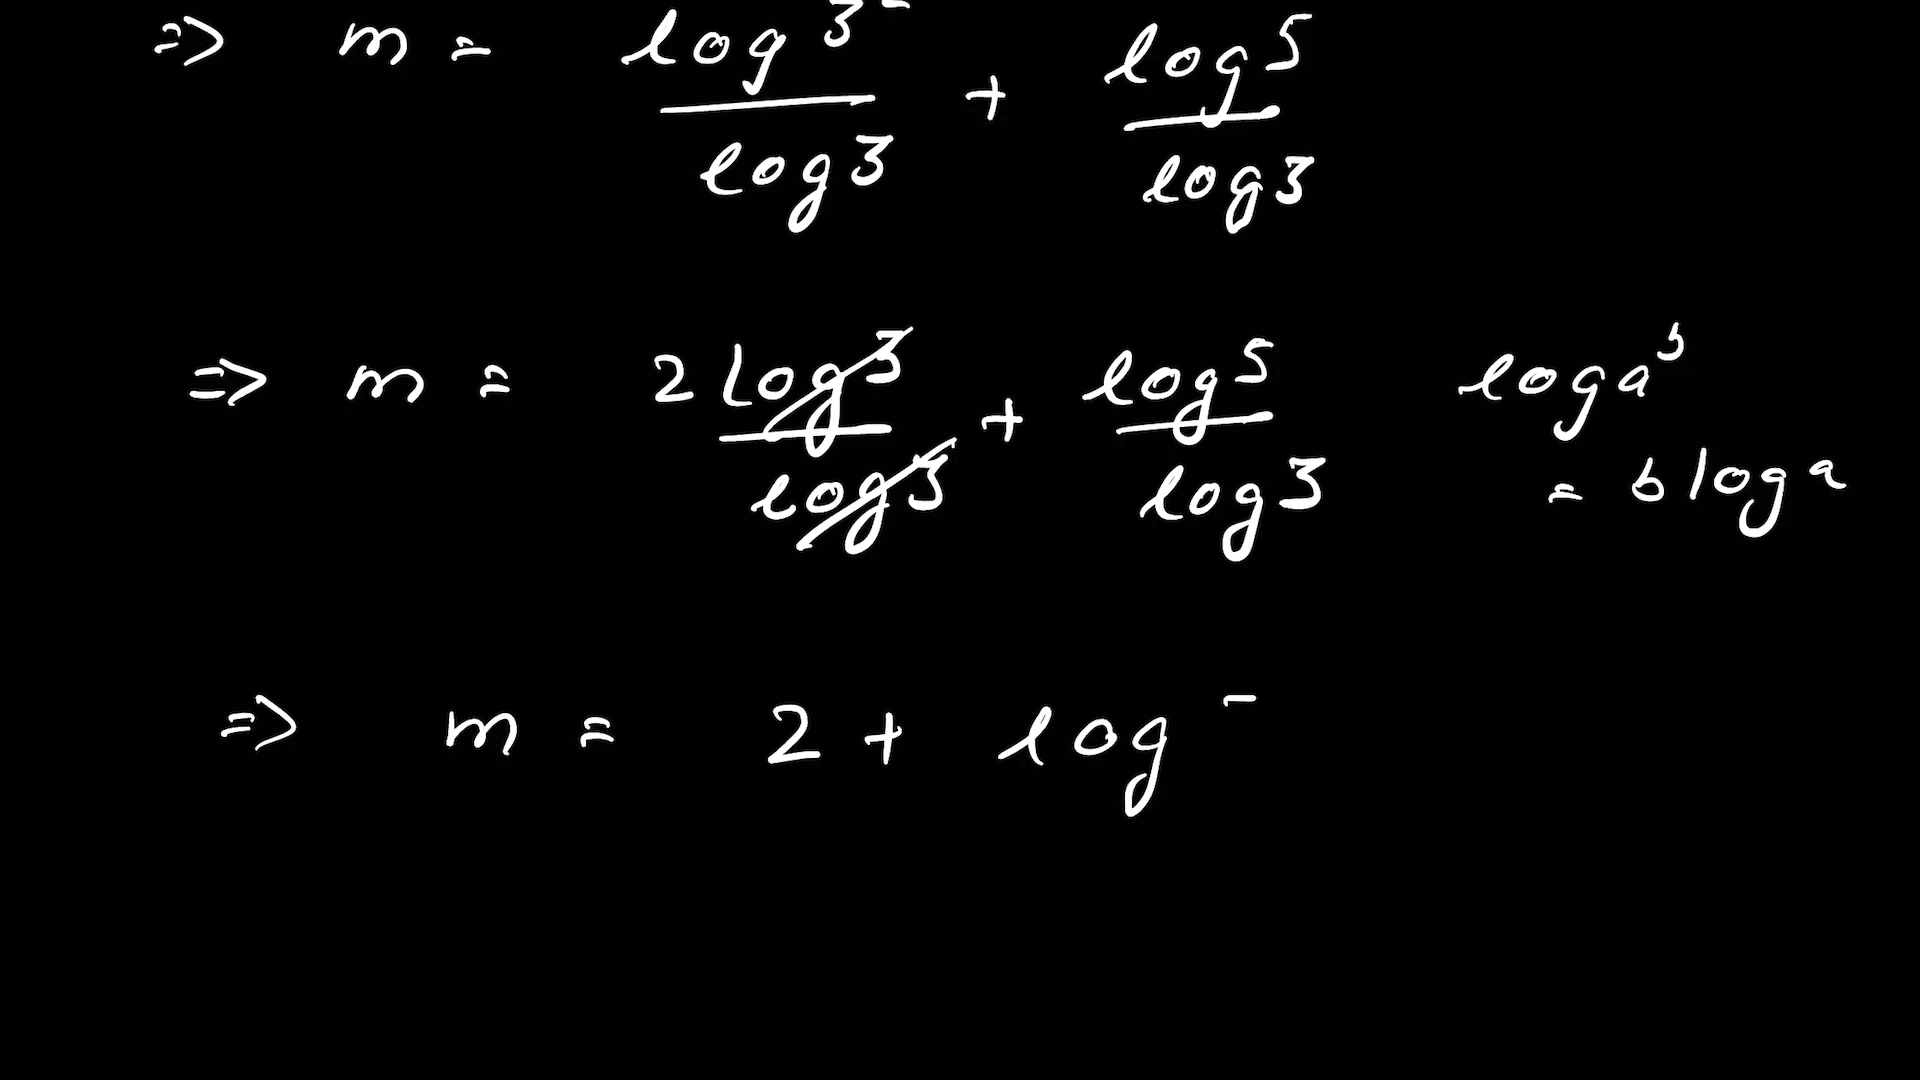 ⇒ m = log 3² / log 3 + log 5 / log 3
⇒ m = 2 log 3 / log 3 + log 5 / log 3 log aᵇ
= b log a
⇒ m = 2 + log